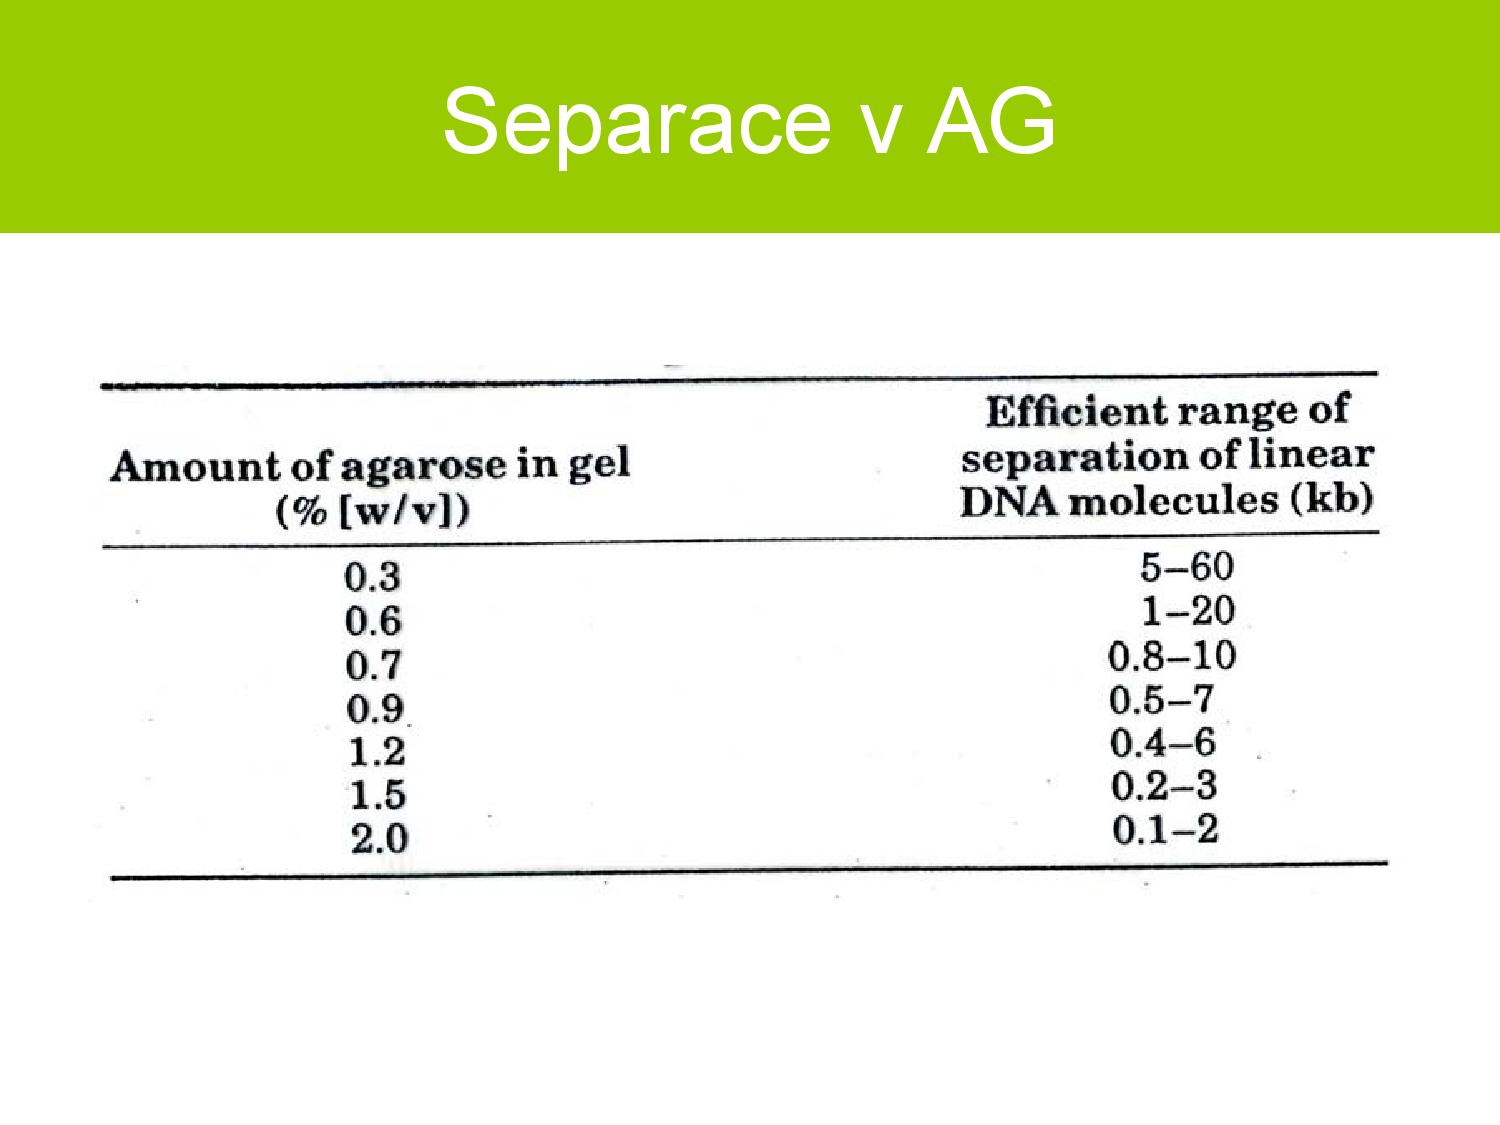 Separace v AG
Amount of agarose in gel
(% [w/v])
Efficient range of
separation of linear
DNA molecules (kb)
0.3 5–60
0.6 1–20
0.7 0.8–10
0.9 0.5–7
1.2 0.4–6
1.5 0.2–3
2.0 0.1–2